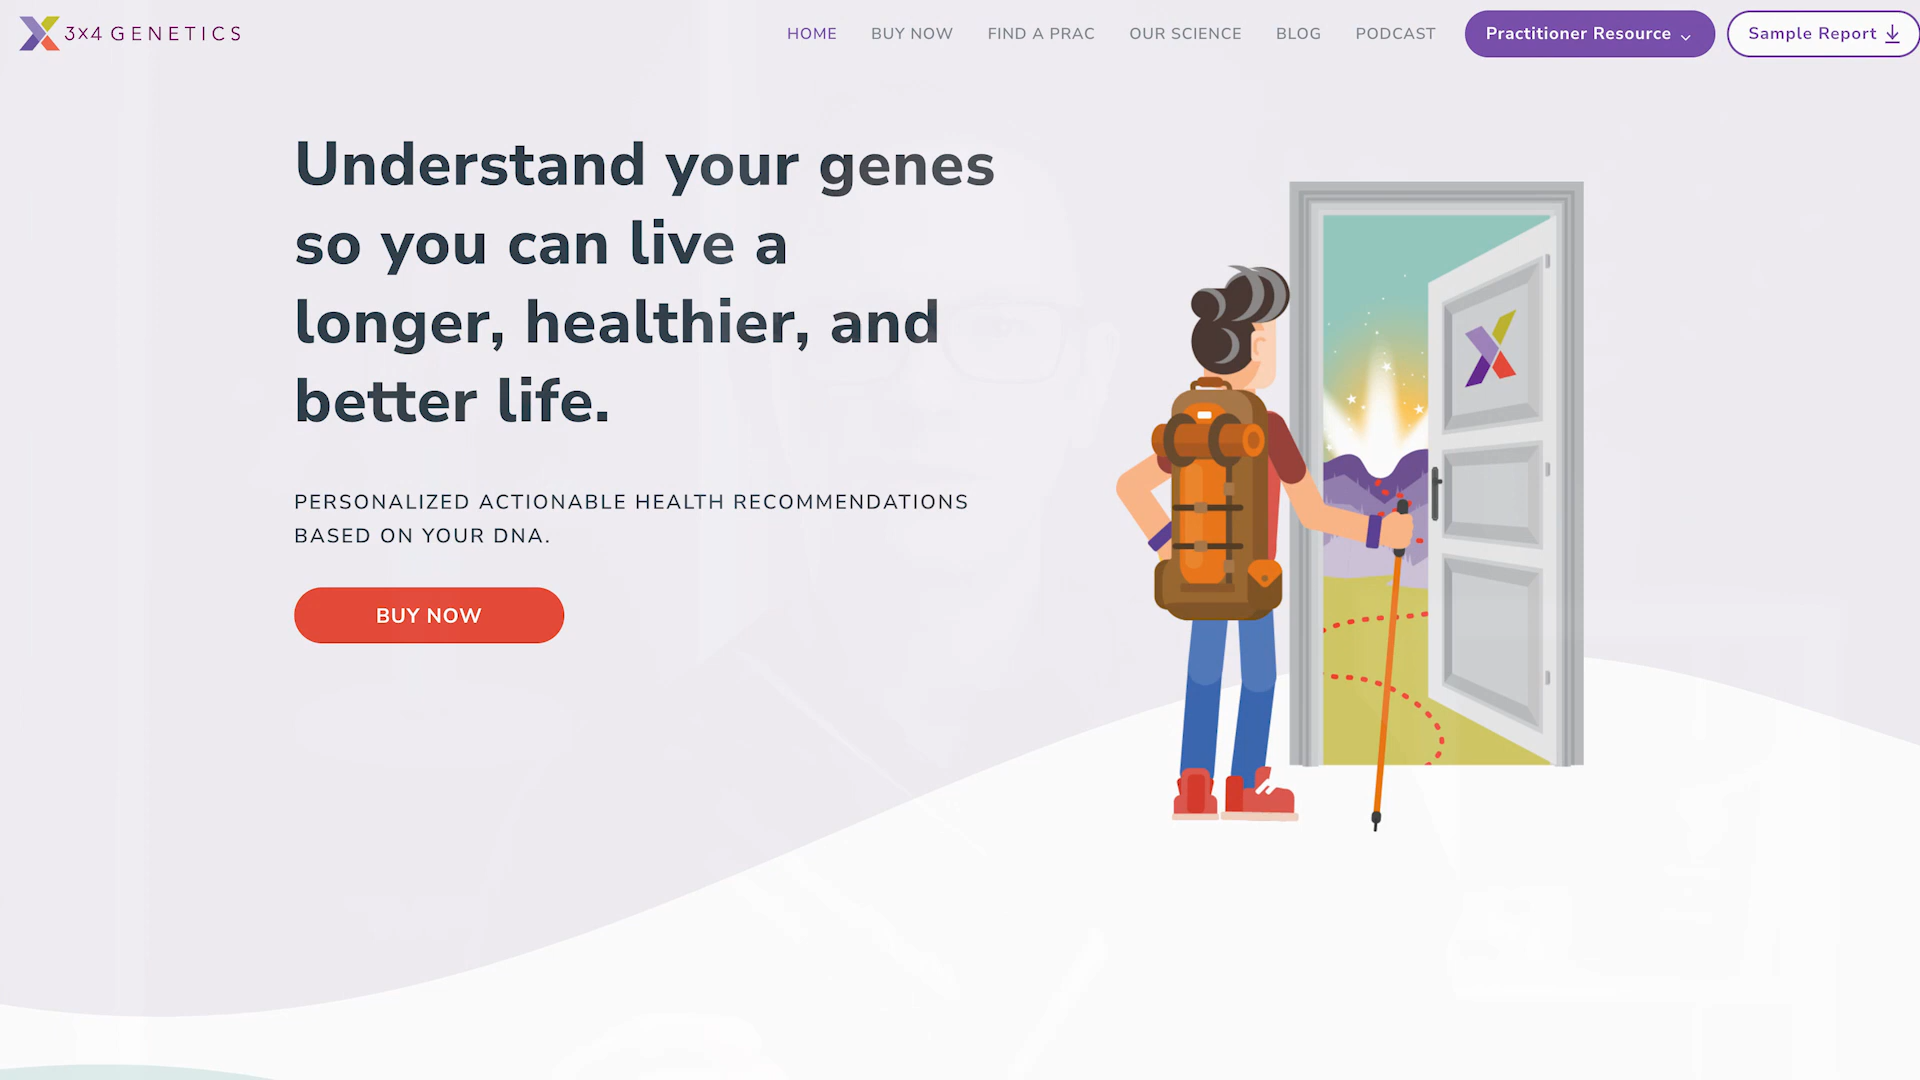 3x4 GENETICS
HOME
BUY NOW
FIND A PRAC
OUR SCIENCE
BLOG
PODCAST
Practitioner Resource
Sample Report
Understand your genes
so you can live a
longer, healthier, and
better life.
PERSONALIZED ACTIONABLE HEALTH RECOMMENDATIONS
BASED ON YOUR DNA.
BUY NOW